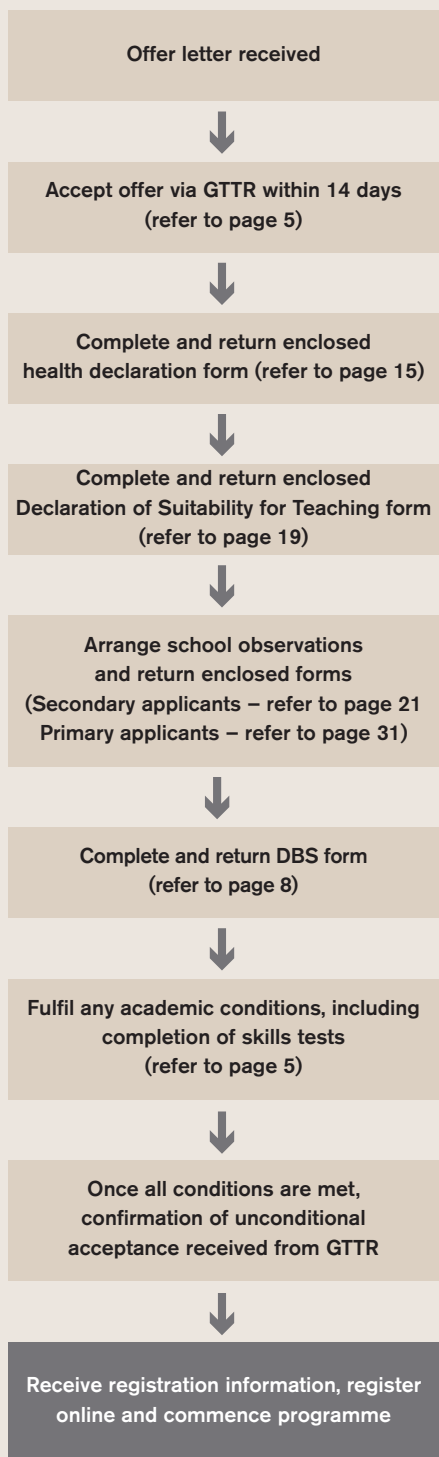 Offer letter received
Accept offer via GTTR within 14 days
(refer to page 5)
Complete and return enclosed
health declaration form (refer to page 15)
Complete and return enclosed
Declaration of Suitability for Teaching form
(refer to page 19)
Arrange school observations
and return enclosed forms
(Secondary applicants – refer to page 21
Primary applicants – refer to page 31)
Complete and return DBS form
(refer to page 8)
Fulfil any academic conditions, including
completion of skills tests
(refer to page 5)
Once all conditions are met,
confirmation of unconditional
acceptance received from GTTR
Receive registration information, register
online and commence programme